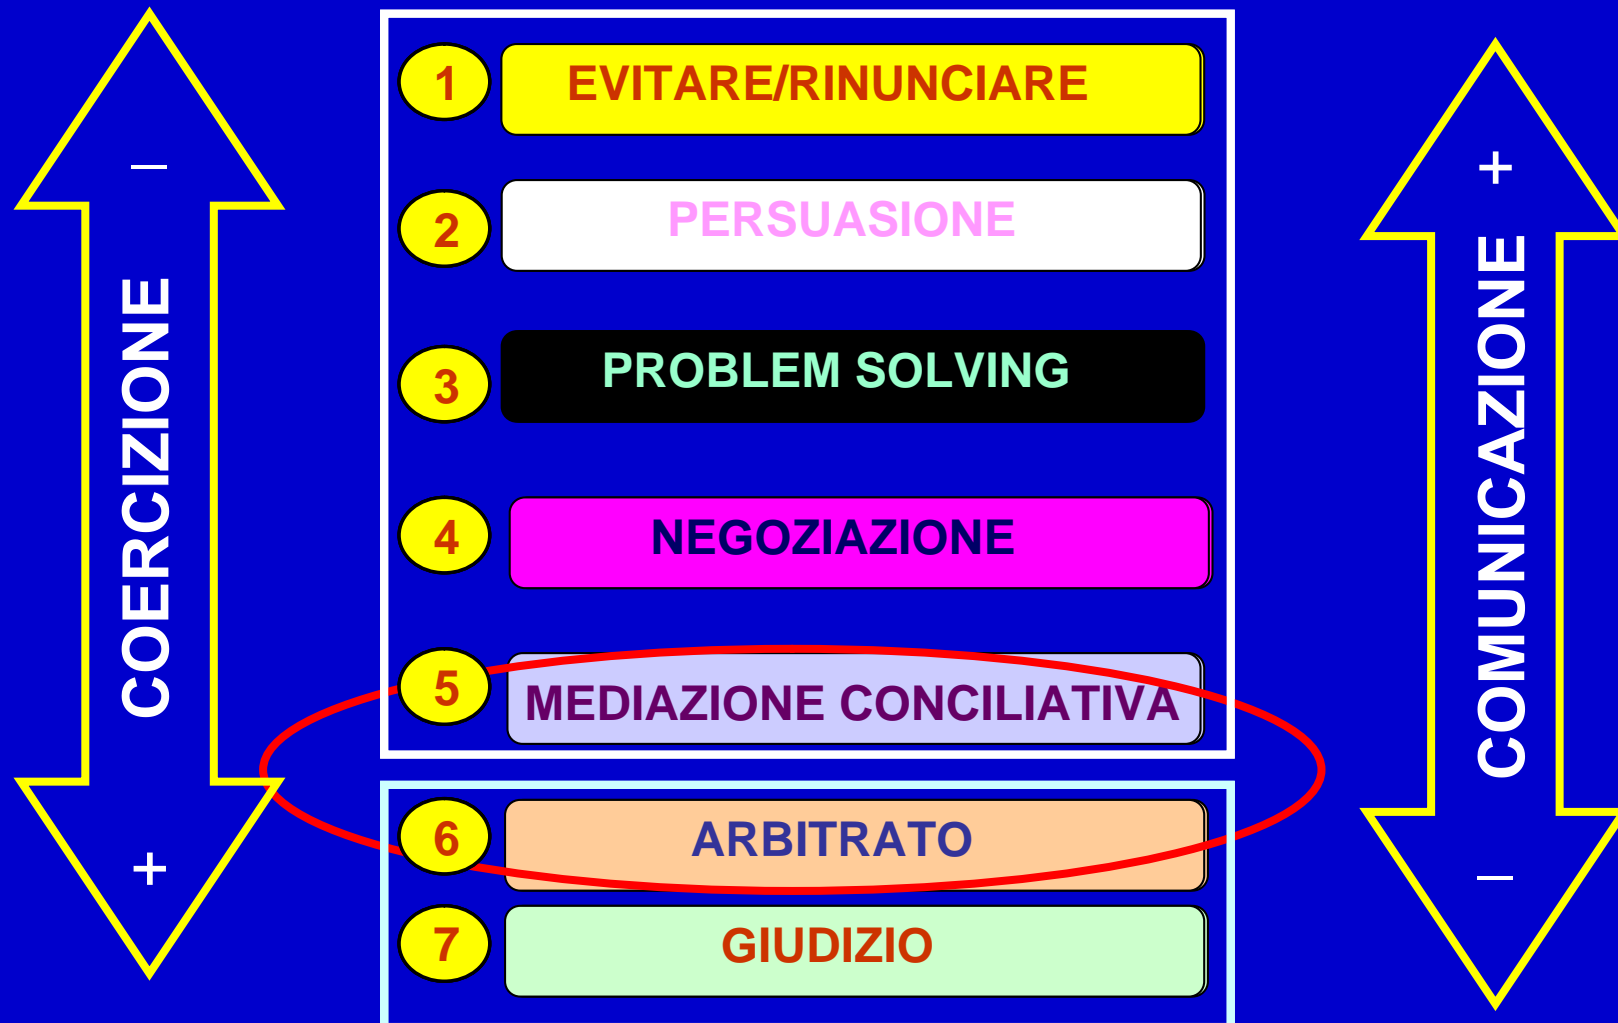 –
COERCIZIONE
+
1 EVITARE/RINUNCIARE
2 PERSUASIONE
3 PROBLEM SOLVING
4 NEGOZIAZIONE
5 MEDIAZIONE CONCILIATIVA
6 ARBITRATO
7 GIUDIZIO
+
COMUNICAZIONE
–